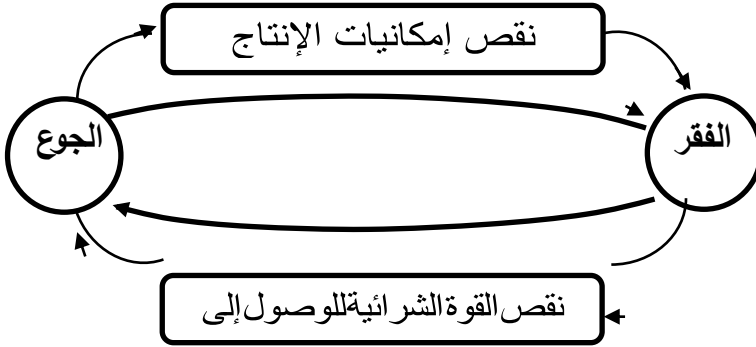 نقص إمكانيات الإنتاج
الفقر
الجوع
نقص القوة الشرائية للوصول إلى